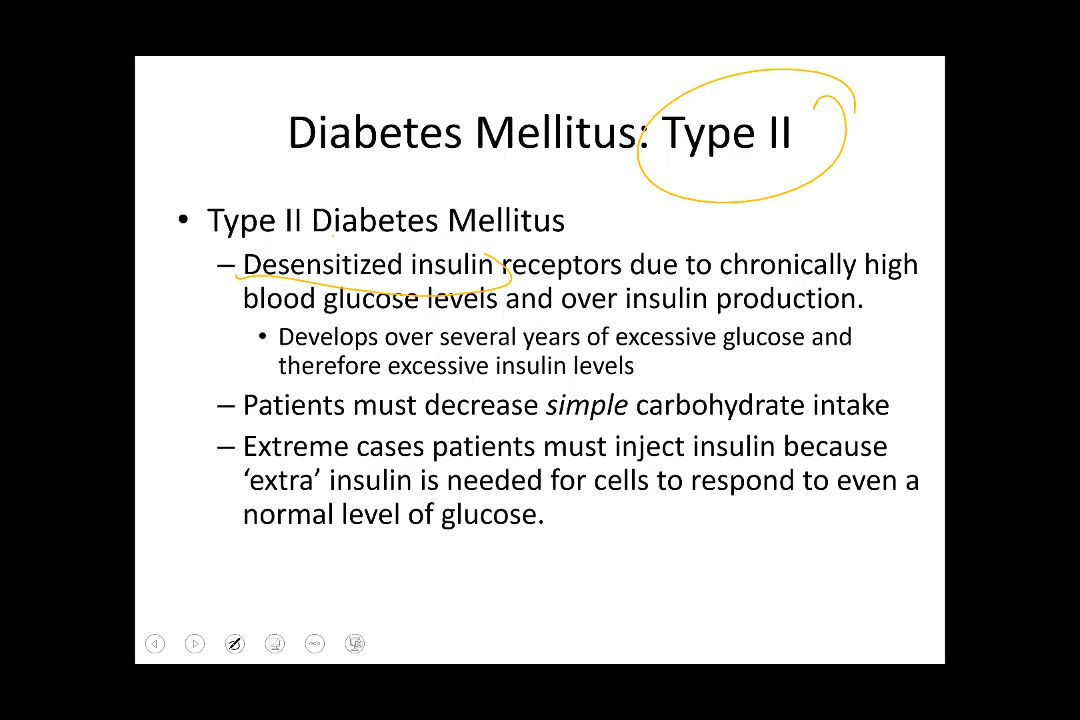 Diabetes Mellitus: Type II
• Type II Diabetes Mellitus
– Desensitized insulin receptors due to chronically high
blood glucose levels and over insulin production.
• Develops over several years of excessive glucose and
therefore excessive insulin levels
– Patients must decrease simple carbohydrate intake
– Extreme cases patients must inject insulin because
‘extra’ insulin is needed for cells to respond to even a
normal level of glucose.